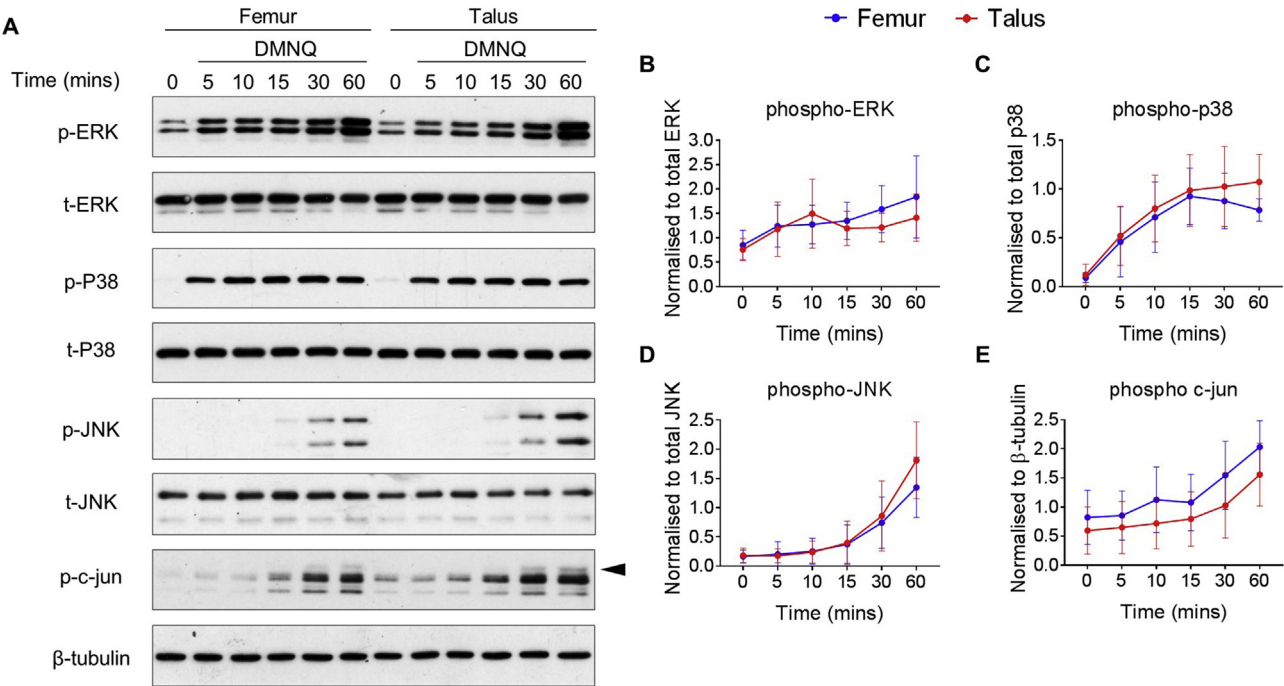 A
Femur Talus
DMNQ DMNQ
Time (mins) 0 5 10 15 30 60 0 5 10 15 30 60
p-ERK
t-ERK
p-P38
t-P38
p-JNK
t-JNK
p-c-jun
β-tubulin
Femur Talus
B
phospho-ERK
Normalised to total ERK
3.0
2.5
2.0
1.5
1.0
0.5
0.0
0 5 10 15 30 60
Time (mins)
C
phospho-p38
Normalised to total p38
1.5
1.0
0.5
0.0
0 5 10 15 30 60
Time (mins)
D
phospho-JNK
Normalised to total JNK
2.5
2.0
1.5
1.0
0.5
0.0
0 5 10 15 30 60
Time (mins)
E
phospho c-jun
Normalised to β-tubulin
2.5
2.0
1.5
1.0
0.5
0.0
0 5 10 15 30 60
Time (mins)